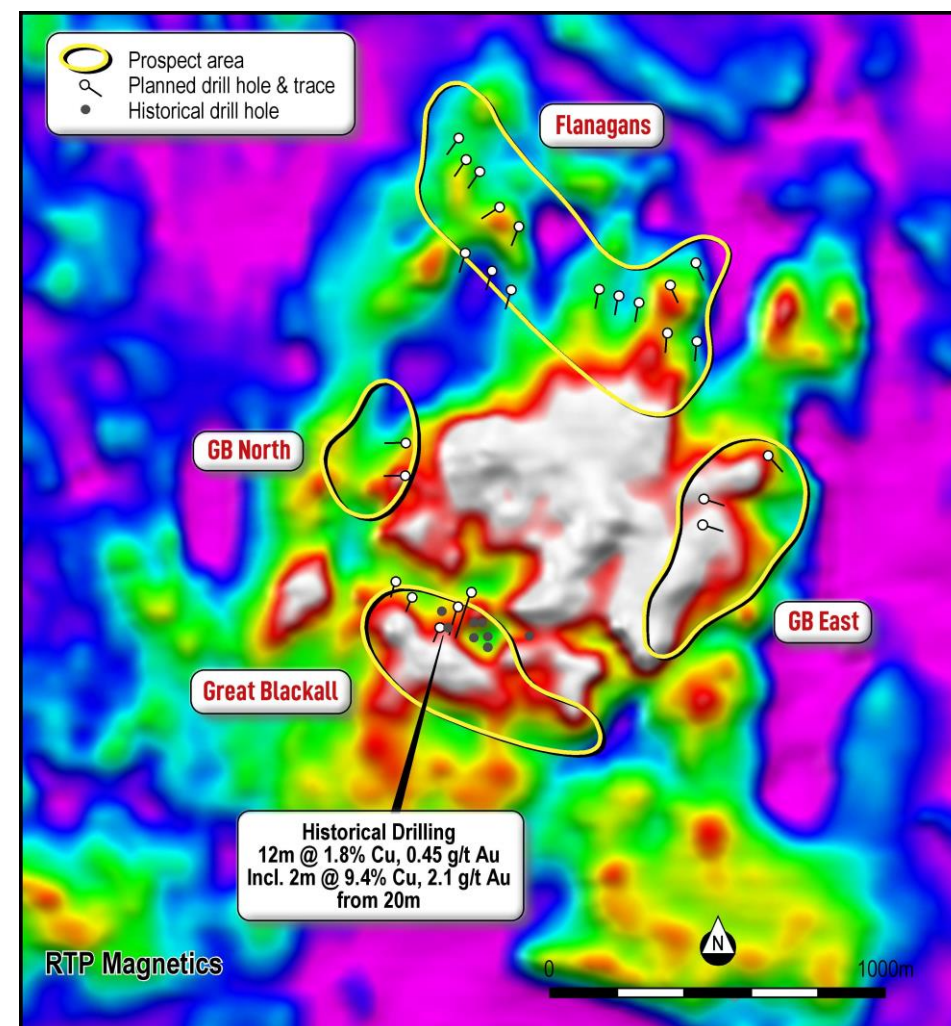 Prospect area
Planned drill hole & trace
Historical drill hole
Flanagans
GB North
GB East
Great Blackall
Historical Drilling
12m @ 1.8% Cu, 0.45 g/t Au
Incl. 2m @ 9.4% Cu, 2.1 g/t Au
from 20m
RTP Magnetics
N
0
1000m